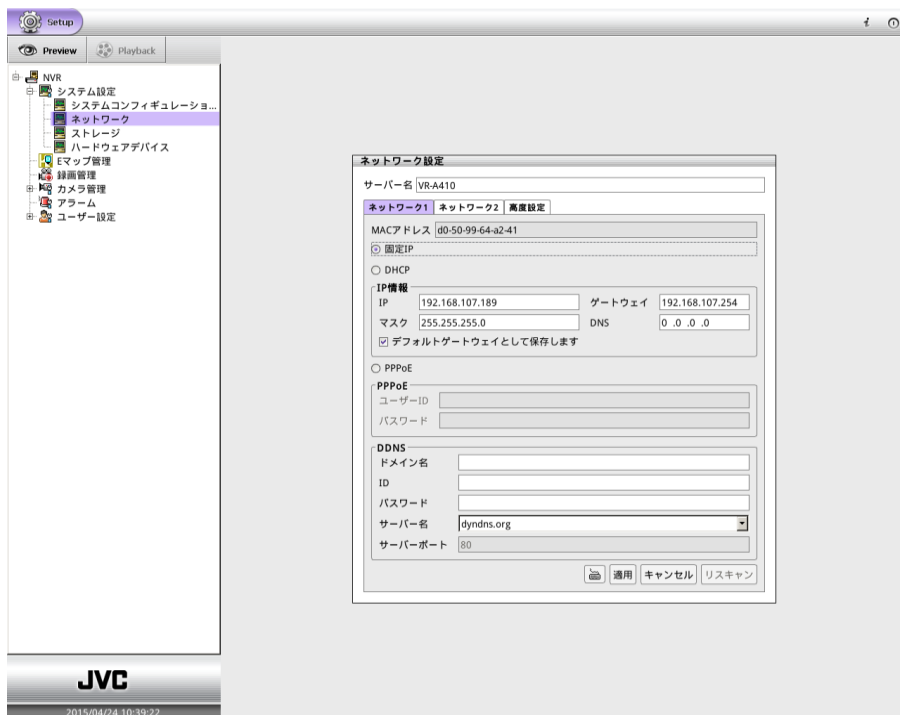 Setup
Preview
Playback
NVR
システム設定
システムコンフィギュレーショ...
ネットワーク
ストレージ
ハードウェアデバイス
Eマップ管理
録画管理
カメラ管理
アラーム
ユーザー設定
ネットワーク設定
サーバー名 VR-A410
ネットワーク1 ネットワーク2 高度設定
MACアドレス d0-50-99-64-a2-41
固定IP
DHCP
IP情報
IP 192.168.107.189 ゲートウェイ 192.168.107.254
マスク 255.255.255.0 DNS 0 .0 .0 .0
デフォルトゲートウェイとして保存します
PPPoE
PPPoE
ユーザーID
パスワード
DDNS
ドメイン名
ID
パスワード
サーバー名 dyndns.org
サーバーポート 80
適用 キャンセル リスキャン
JVC
2015/04/24 10:39:22